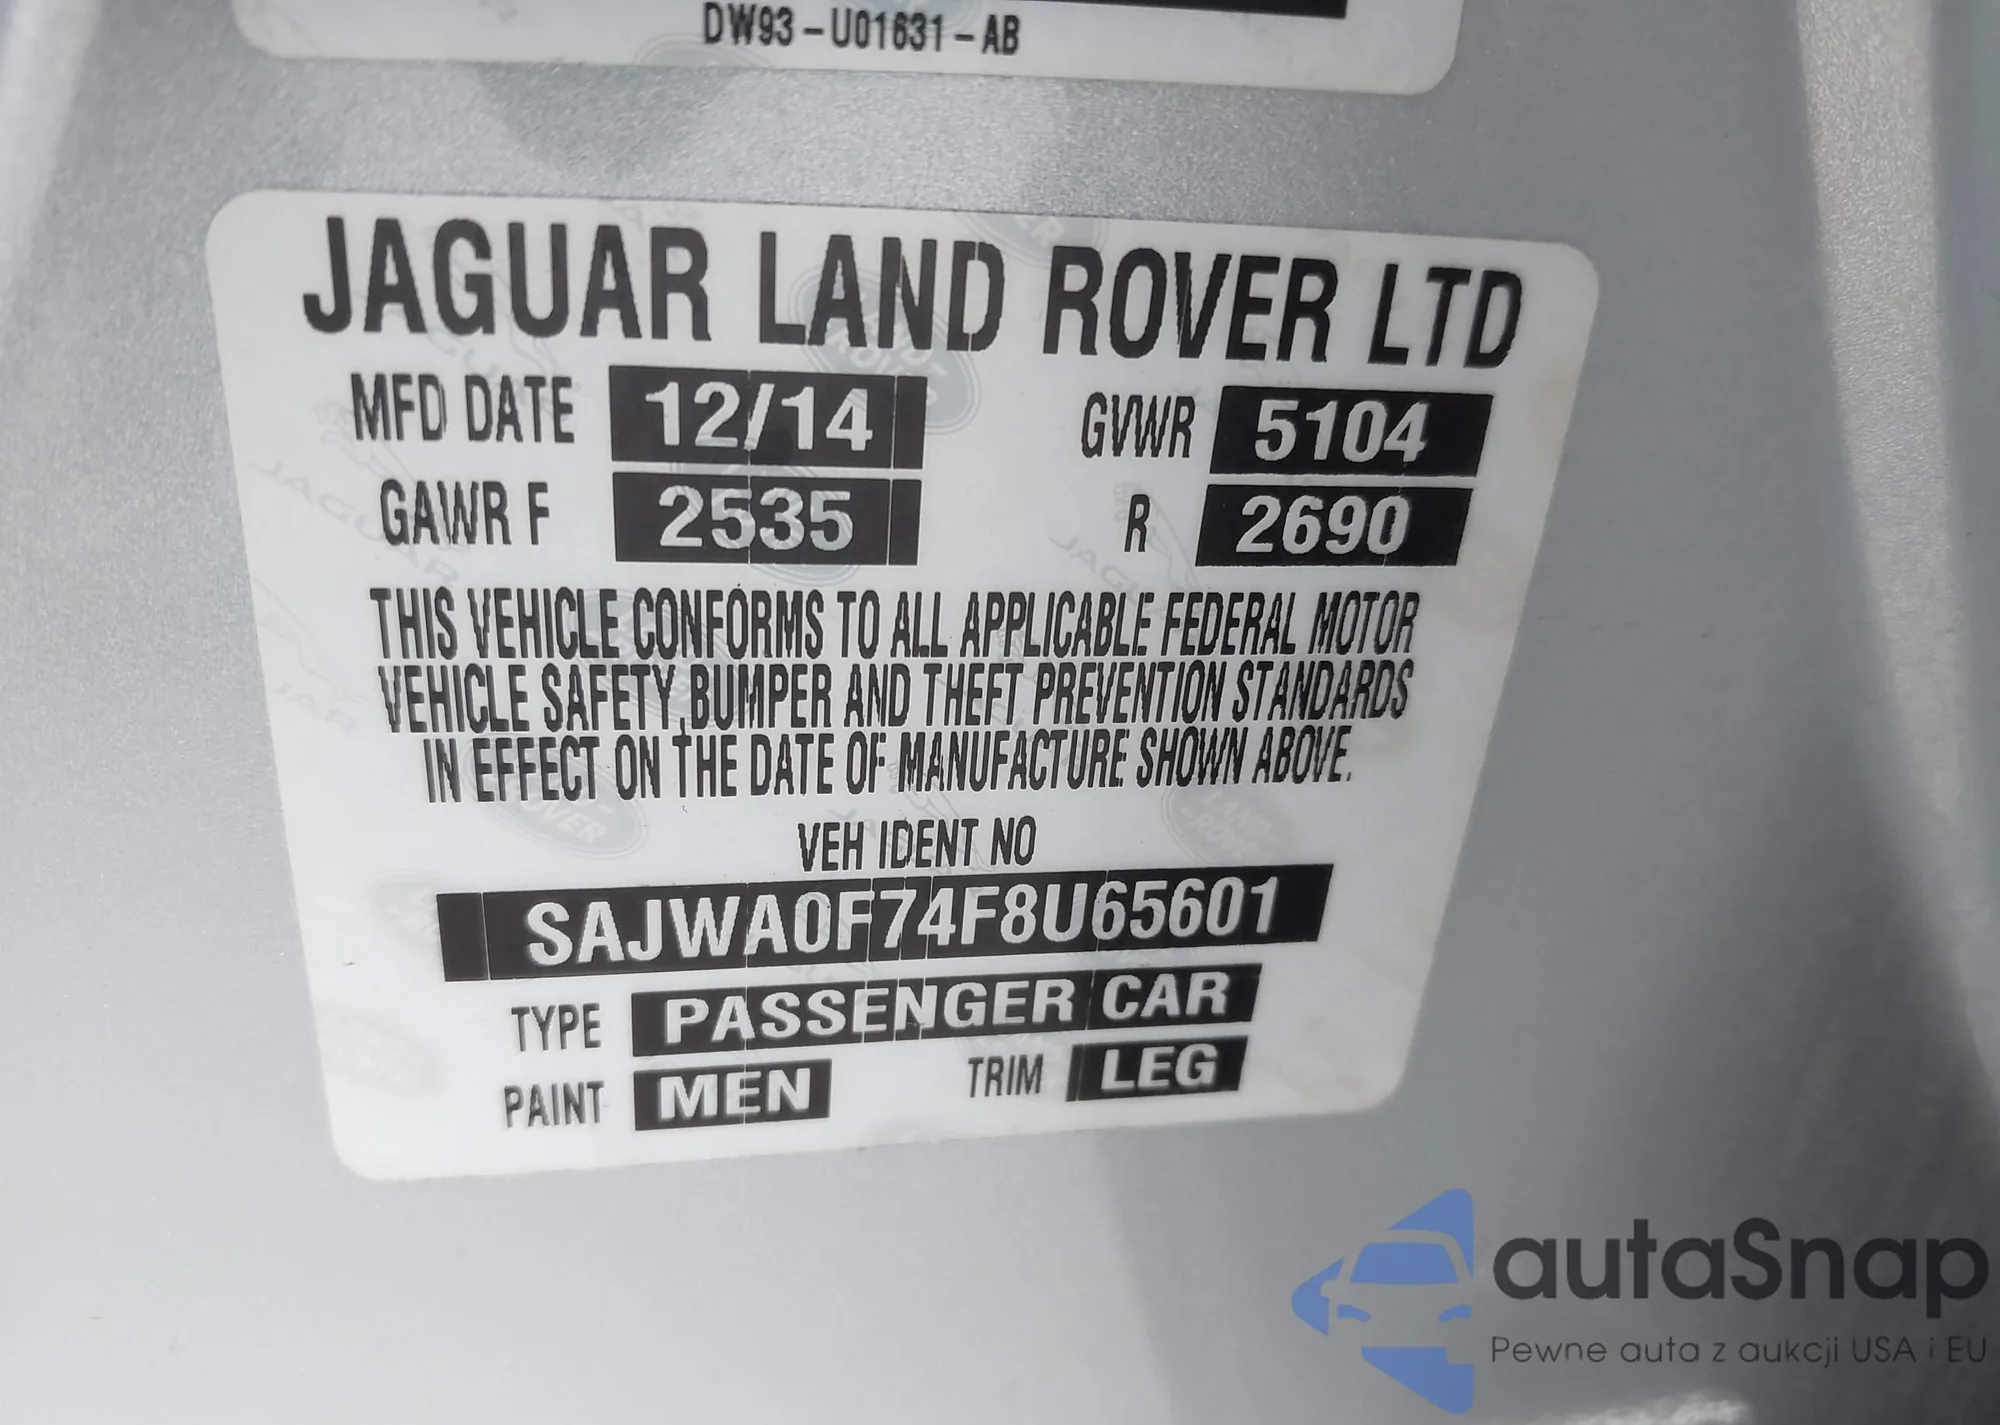 DW93-U01631-AB
JAGUAR LAND ROVER LTD
MFD DATE 12/14 GVWR 5104
GAWR F 2535 R 2690
THIS VEHICLE CONFORMS TO ALL APPLICABLE FEDERAL MOTOR
VEHICLE SAFETY,BUMPER AND THEFT PREVENTION STANDARDS
IN EFFECT ON THE DATE OF MANUFACTURE SHOWN ABOVE.
VEH IDENT NO
SAJWA0F74F8U65601
TYPE PASSENGER CAR
PAINT MEN TRIM LEG
autaSnap
Pewne auta z aukcji USA i EU